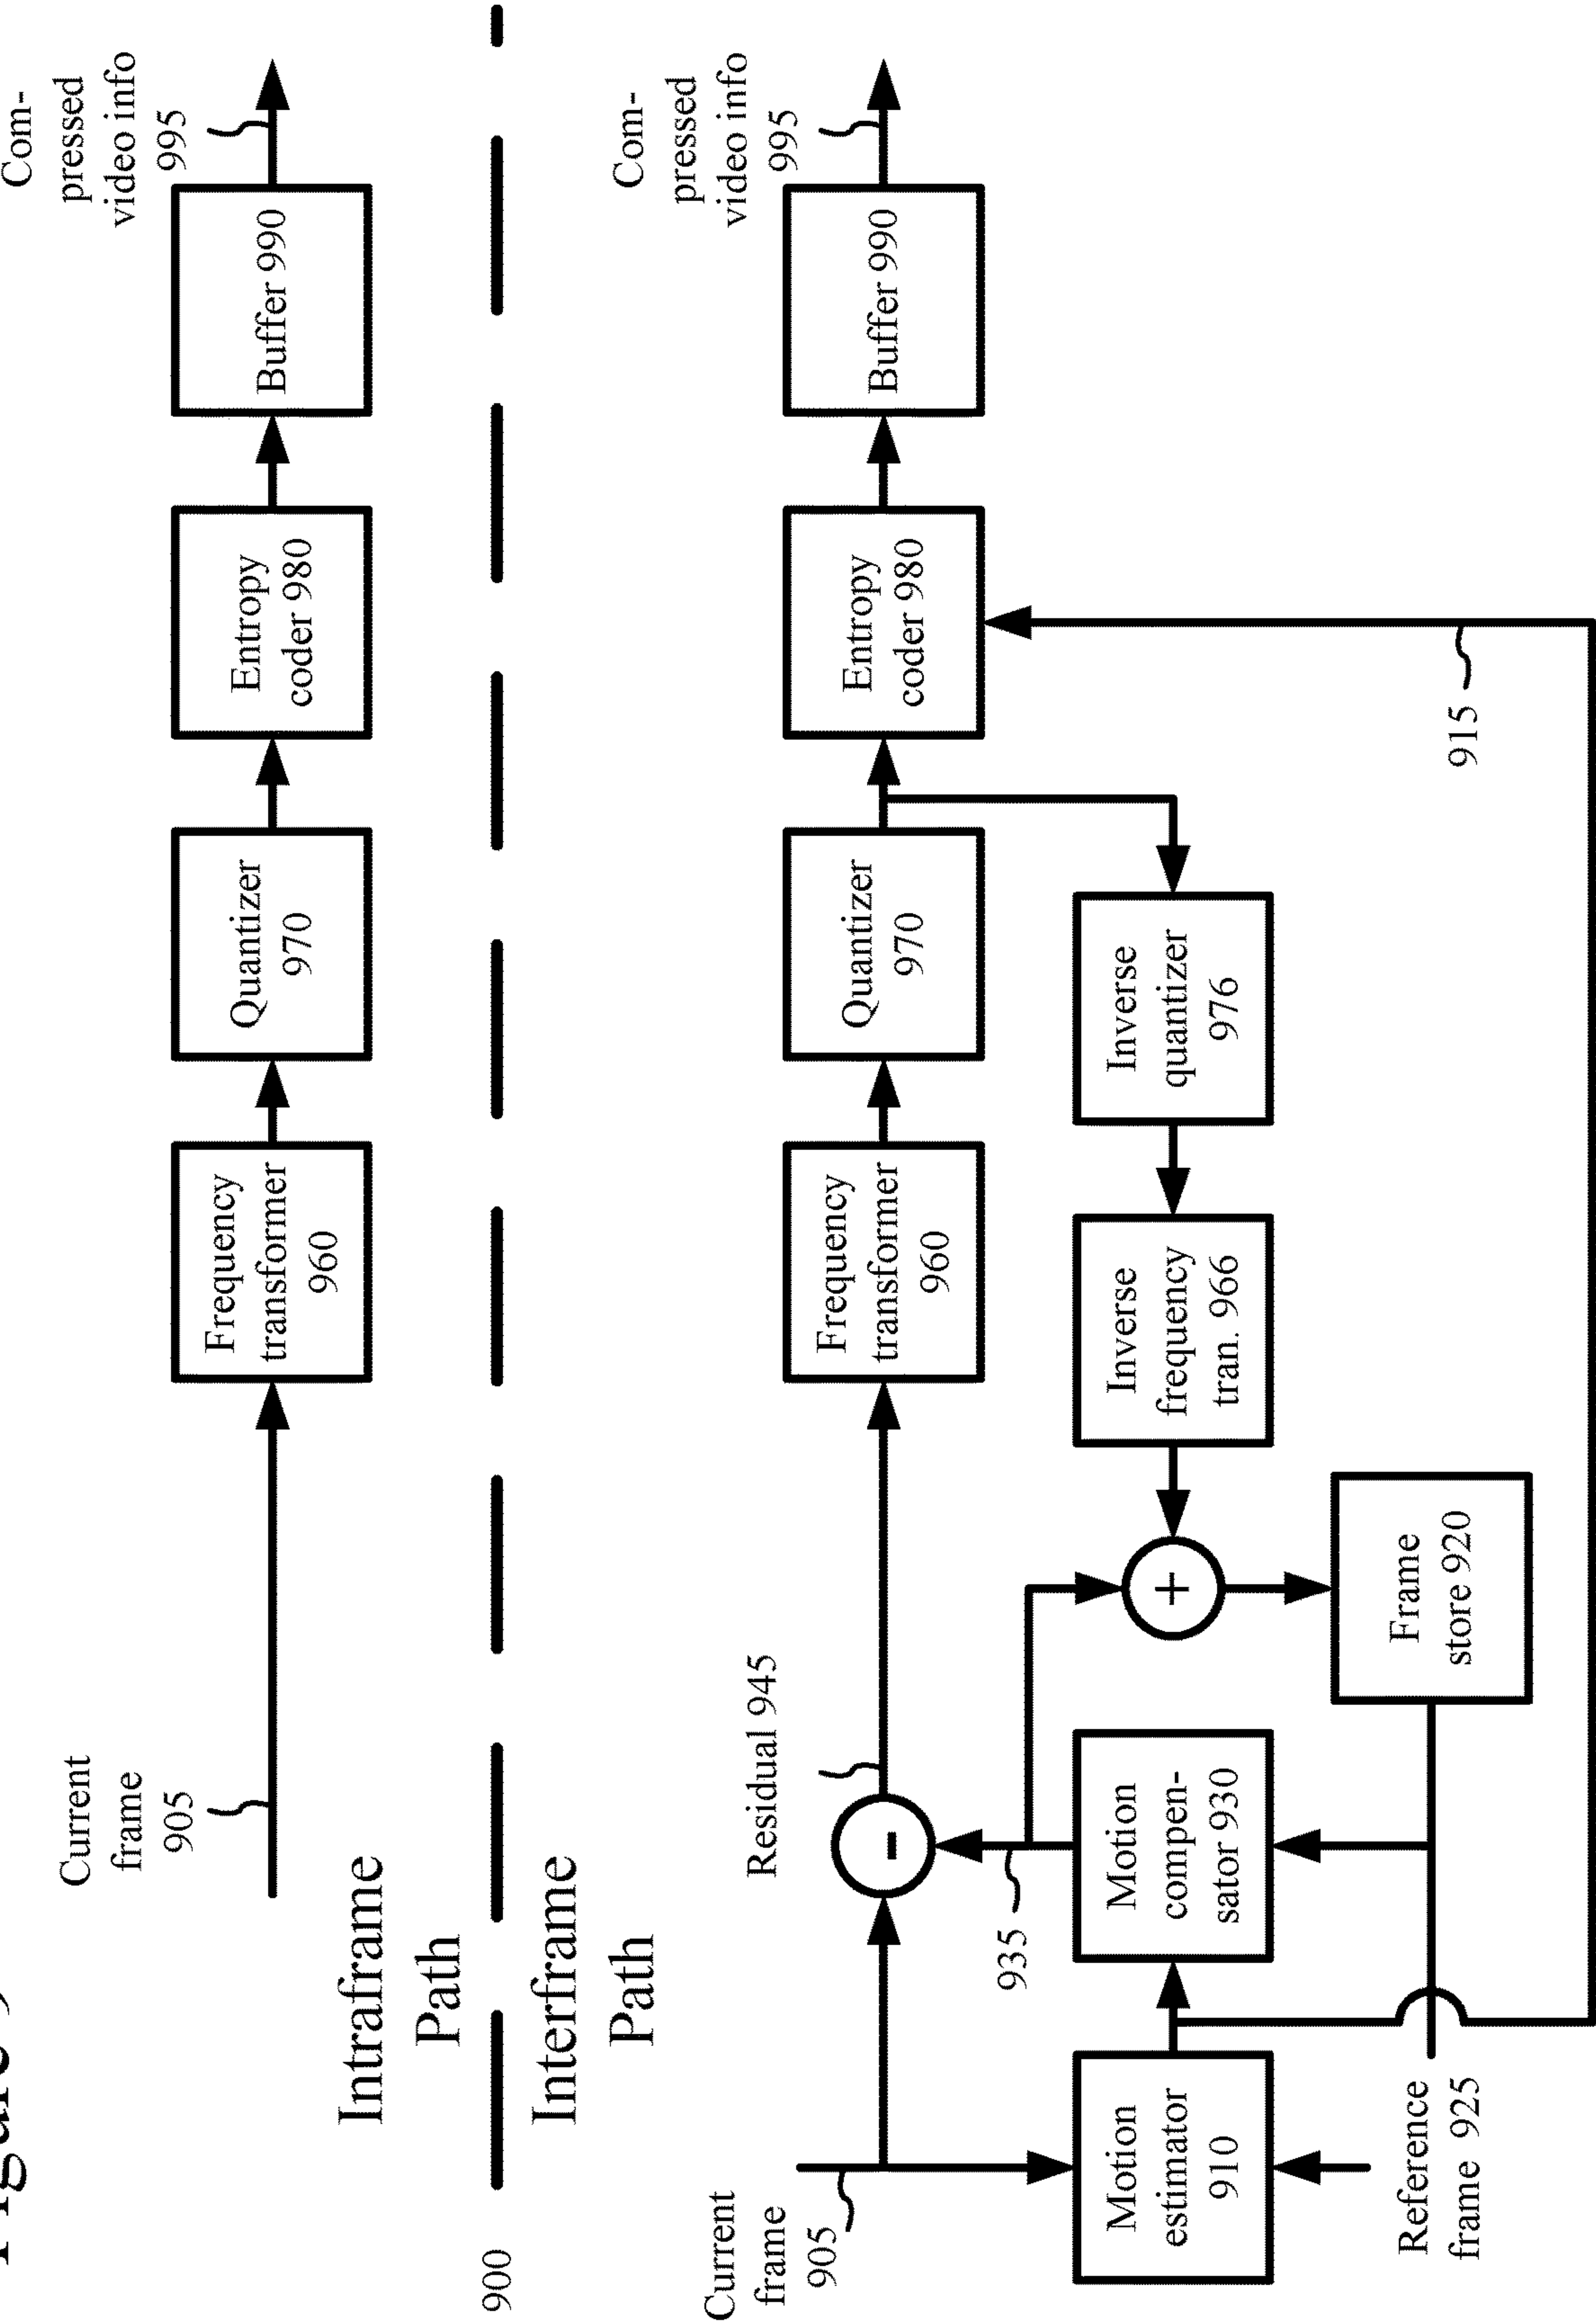 Figure 9
Current
frame
905
Com-
pressed
video info
995
Frequency
transformer
960
Quantizer
970
Entropy
coder 980
Buffer 990
Intraframe
Path
900
Interframe
Path
Current
frame
905
Residual 945
Com-
pressed
video info
995
-
Frequency
transformer
960
Quantizer
970
Entropy
coder 980
Buffer 990
935
Motion
estimator
910
Motion
compen-
sator 930
+
Inverse
frequency
tran. 966
Inverse
quantizer
976
Reference
frame 925
Frame
store 920
915